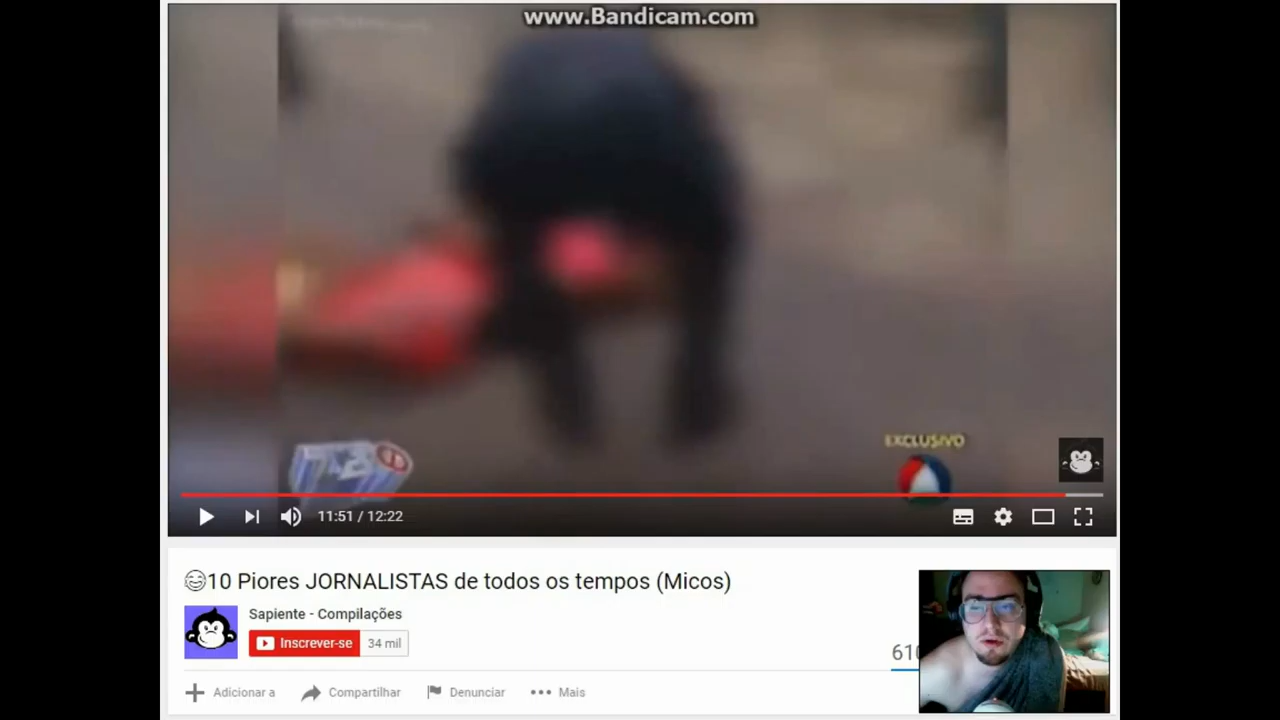 www.Bandicam.com
EXCLUSIVO
11:51 / 12:22
😂10 Piores JORNALISTAS de todos os tempos (Micos)
Sapiente - Compilações
Inscrever-se 34 mil
610
Adicionar a Compartilhar Denunciar Mais